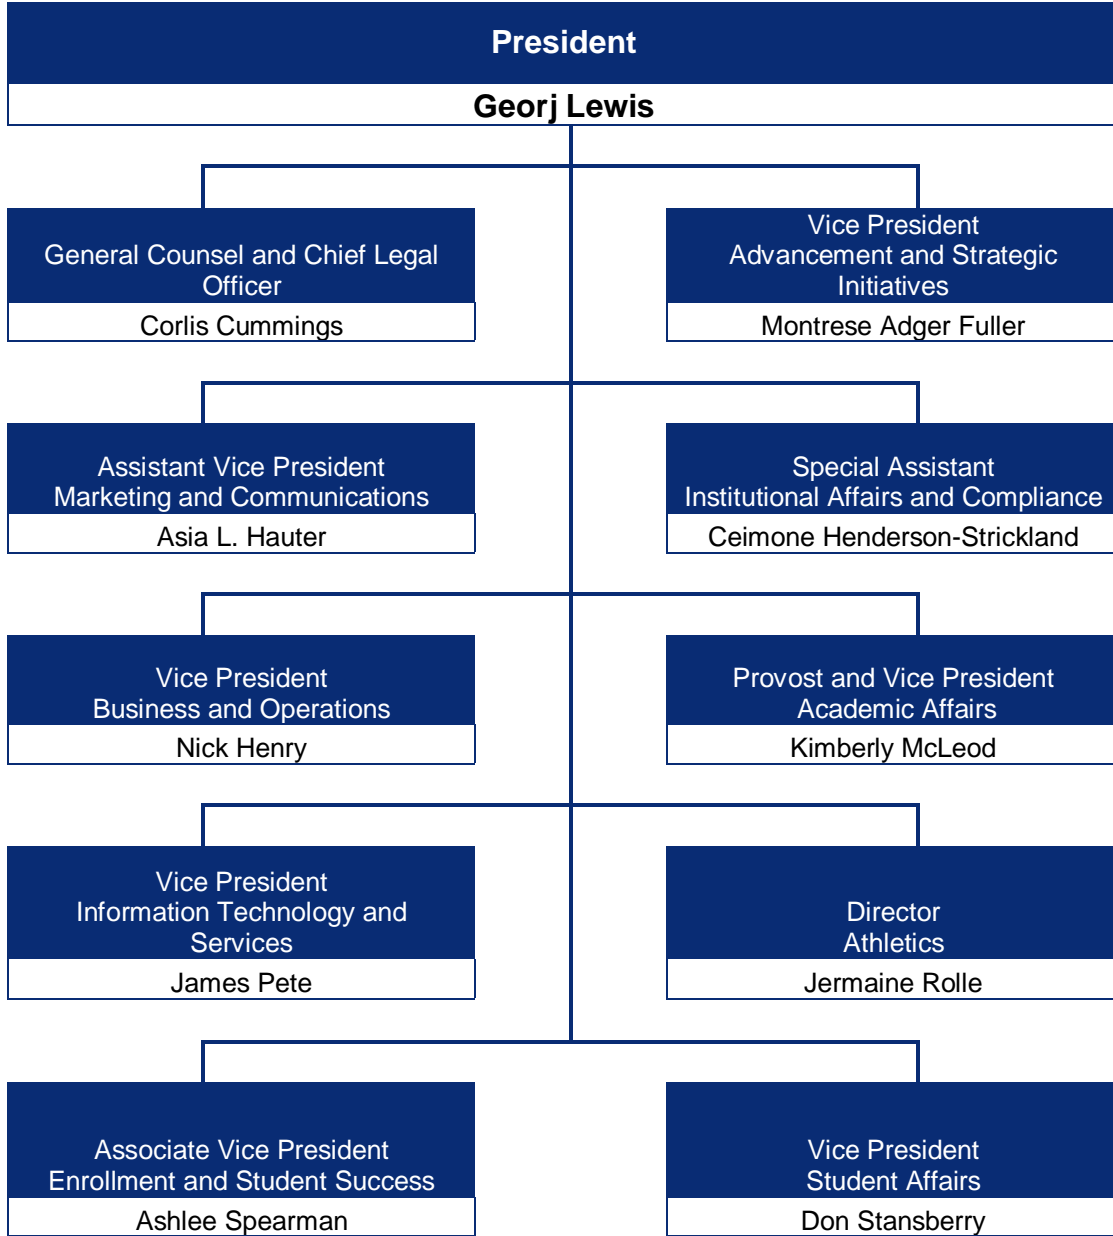 President
Georj Lewis
General Counsel and Chief Legal
Officer
Corlis Cummings
Vice President
Advancement and Strategic
Initiatives
Montrese Adger Fuller
Assistant Vice President
Marketing and Communications
Asia L. Hauter
Special Assistant
Institutional Affairs and Compliance
Ceimone Henderson-Strickland
Vice President
Business and Operations
Nick Henry
Provost and Vice President
Academic Affairs
Kimberly McLeod
Vice President
Information Technology and
Services
James Pete
Director
Athletics
Jermaine Rolle
Associate Vice President
Enrollment and Student Success
Ashlee Spearman
Vice President
Student Affairs
Don Stansberry